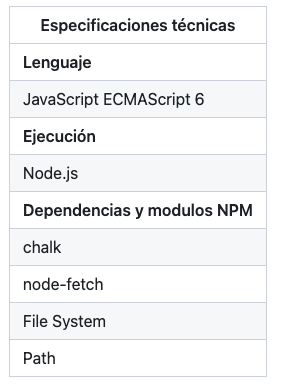 Especificaciones técnicas
Lenguaje
JavaScript ECMAScript 6
Ejecución
Node.js
Dependencias y modulos NPM
chalk
node-fetch
File System
Path